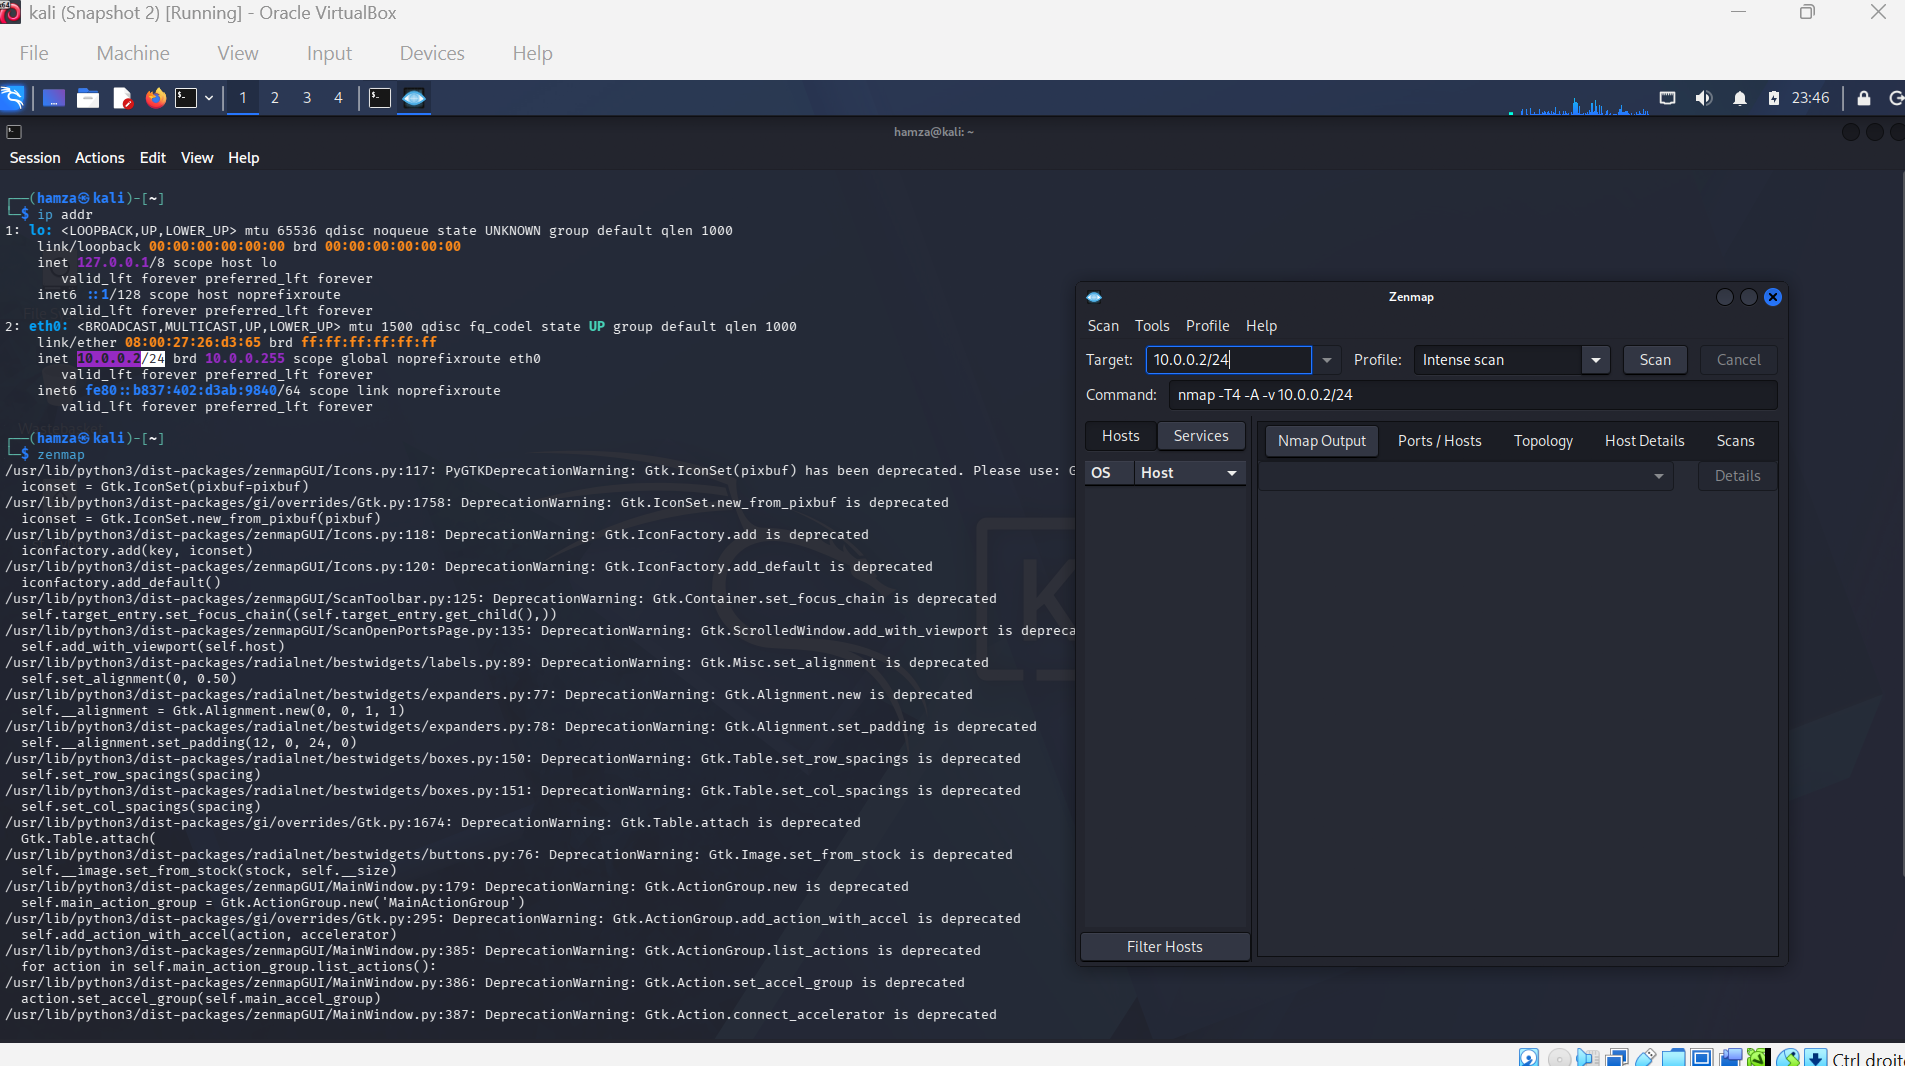 kali (Snapshot 2) [Running] - Oracle VirtualBox
File Machine View Input Devices Help
1 2 3 4 23:46
hamza@kali: ~
Session Actions Edit View Help
┌──(hamza㉿kali)-[~]
└─$ ip addr
1: lo: <LOOPBACK,UP,LOWER_UP> mtu 65536 qdisc noqueue state UNKNOWN group default qlen 1000
link/loopback 00:00:00:00:00:00 brd 00:00:00:00:00:00
inet 127.0.0.1/8 scope host lo
valid_lft forever preferred_lft forever
inet6 ::1/128 scope host noprefixroute
valid_lft forever preferred_lft forever
2: eth0: <BROADCAST,MULTICAST,UP,LOWER_UP> mtu 1500 qdisc fq_codel state UP group default qlen 1000
link/ether 08:00:27:26:d3:65 brd ff:ff:ff:ff:ff:ff
inet 10.0.0.2/24 brd 10.0.0.255 scope global noprefixroute eth0
valid_lft forever preferred_lft forever
inet6 fe80::b837:402:d3ab:9840/64 scope link noprefixroute
valid_lft forever preferred_lft forever
┌──(hamza㉿kali)-[~]
└─$ zenmap
/usr/lib/python3/dist-packages/zenmapGUI/Icons.py:117: PyGTKDeprecationWarning: Gtk.IconSet(pixbuf) has been deprecated. Please use: G
iconset = Gtk.IconSet(pixbuf=pixbuf)
/usr/lib/python3/dist-packages/gi/overrides/Gtk.py:1758: DeprecationWarning: Gtk.IconSet.new_from_pixbuf is deprecated
iconset = Gtk.IconSet.new_from_pixbuf(pixbuf)
/usr/lib/python3/dist-packages/zenmapGUI/Icons.py:118: DeprecationWarning: Gtk.IconFactory.add is deprecated
iconfactory.add(key, iconset)
/usr/lib/python3/dist-packages/zenmapGUI/Icons.py:120: DeprecationWarning: Gtk.IconFactory.add_default is deprecated
iconfactory.add_default()
/usr/lib/python3/dist-packages/zenmapGUI/ScanToolbar.py:125: DeprecationWarning: Gtk.Container.set_focus_chain is deprecated
self.target_entry.set_focus_chain((self.target_entry.get_child(),))
/usr/lib/python3/dist-packages/zenmapGUI/ScanOpenPortsPage.py:135: DeprecationWarning: Gtk.ScrolledWindow.add_with_viewport is depreca
self.add_with_viewport(self.host)
/usr/lib/python3/dist-packages/radialnet/bestwidgets/labels.py:89: DeprecationWarning: Gtk.Misc.set_alignment is deprecated
self.set_alignment(0, 0.50)
/usr/lib/python3/dist-packages/radialnet/bestwidgets/expanders.py:77: DeprecationWarning: Gtk.Alignment.new is deprecated
self.__alignment = Gtk.Alignment.new(0, 0, 1, 1)
/usr/lib/python3/dist-packages/radialnet/bestwidgets/expanders.py:78: DeprecationWarning: Gtk.Alignment.set_padding is deprecated
self.__alignment.set_padding(12, 0, 24, 0)
/usr/lib/python3/dist-packages/radialnet/bestwidgets/boxes.py:150: DeprecationWarning: Gtk.Table.set_row_spacings is deprecated
self.set_row_spacings(spacing)
/usr/lib/python3/dist-packages/radialnet/bestwidgets/boxes.py:151: DeprecationWarning: Gtk.Table.set_col_spacings is deprecated
self.set_col_spacings(spacing)
/usr/lib/python3/dist-packages/gi/overrides/Gtk.py:1674: DeprecationWarning: Gtk.Table.attach is deprecated
Gtk.Table.attach(
/usr/lib/python3/dist-packages/radialnet/bestwidgets/buttons.py:76: DeprecationWarning: Gtk.Image.set_from_stock is deprecated
self.__image.set_from_stock(stock, self.__size)
/usr/lib/python3/dist-packages/zenmapGUI/MainWindow.py:179: DeprecationWarning: Gtk.ActionGroup.new is deprecated
self.main_action_group = Gtk.ActionGroup.new('MainActionGroup')
/usr/lib/python3/dist-packages/gi/overrides/Gtk.py:295: DeprecationWarning: Gtk.ActionGroup.add_action_with_accel is deprecated
self.add_action_with_accel(action, accelerator)
/usr/lib/python3/dist-packages/zenmapGUI/MainWindow.py:385: DeprecationWarning: Gtk.ActionGroup.list_actions is deprecated
for action in self.main_action_group.list_actions():
/usr/lib/python3/dist-packages/zenmapGUI/MainWindow.py:386: DeprecationWarning: Gtk.Action.set_accel_group is deprecated
action.set_accel_group(self.main_accel_group)
/usr/lib/python3/dist-packages/zenmapGUI/MainWindow.py:387: DeprecationWarning: Gtk.Action.connect_accelerator is deprecated
Zenmap
Scan Tools Profile Help
Target: 10.0.0.2/24 Profile: Intense scan Scan Cancel
Command: nmap -T4 -A -v 10.0.0.2/24
Hosts Services Nmap Output Ports / Hosts Topology Host Details Scans
OS Host Details
Filter Hosts
Ctrl droite